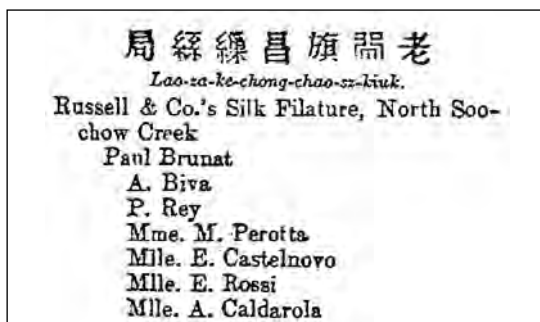 老閘旗昌繅絲局
Lao-za-ke-chong-chao-sz-kiuk.
Russell & Co.'s Silk Filature, North Soo-
chow Creek
Paul Brunat
A. Biva
P. Rey
Mme. M. Perotta
Mlle. E. Castelnovo
Mlle. E. Rossi
Mlle. A. Caldarola